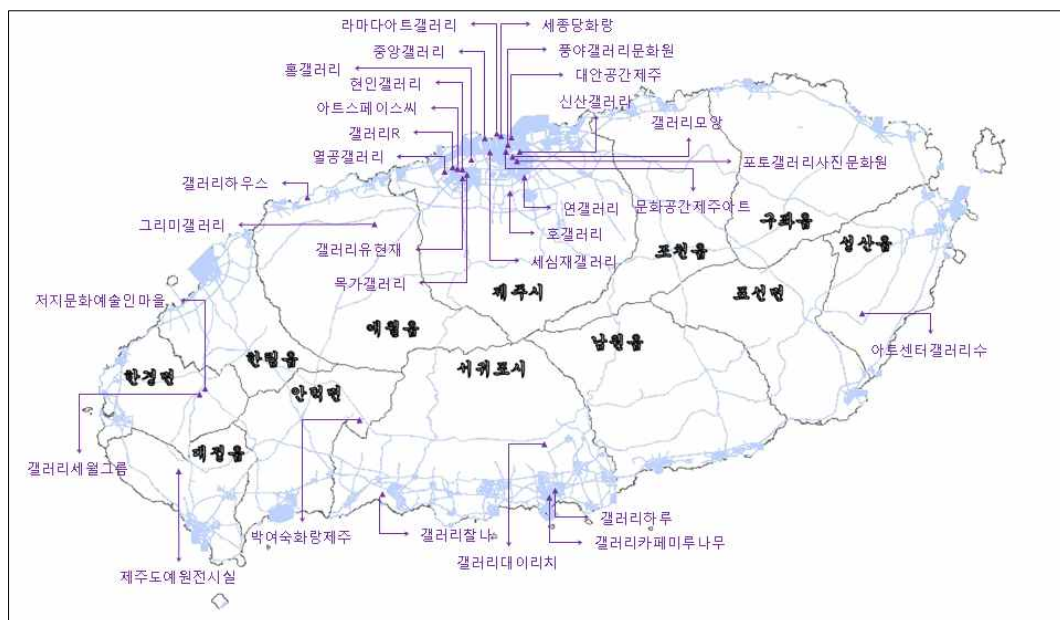 라마다아트갤러리
세종당화랑
중앙갤러리
풍야갤러리문화원
홍갤러리
대안공간제주
현인갤러리
신산갤러리
아트스페이스씨
갤러리모앙
갤러리R
열공갤러리
포토갤러리사진문화원
갤러리하우스
연갤러리
문화공간제주아트
그리미갤러리
호갤러리
구좌읍
갤러리유현재
성산읍
조천읍
세심재갤러리
목가갤러리
제주시
표선면
저지문화예술인마을
애월읍
남원읍
아트센터갤러리수
한림읍
서귀포시
한경면
안덕면
대정읍
갤러리세월그름
갤러리하루
박여숙화랑제주
갤러리찰나
갤러리카페미루나무
갤러리대이리치
제주도예원전시실